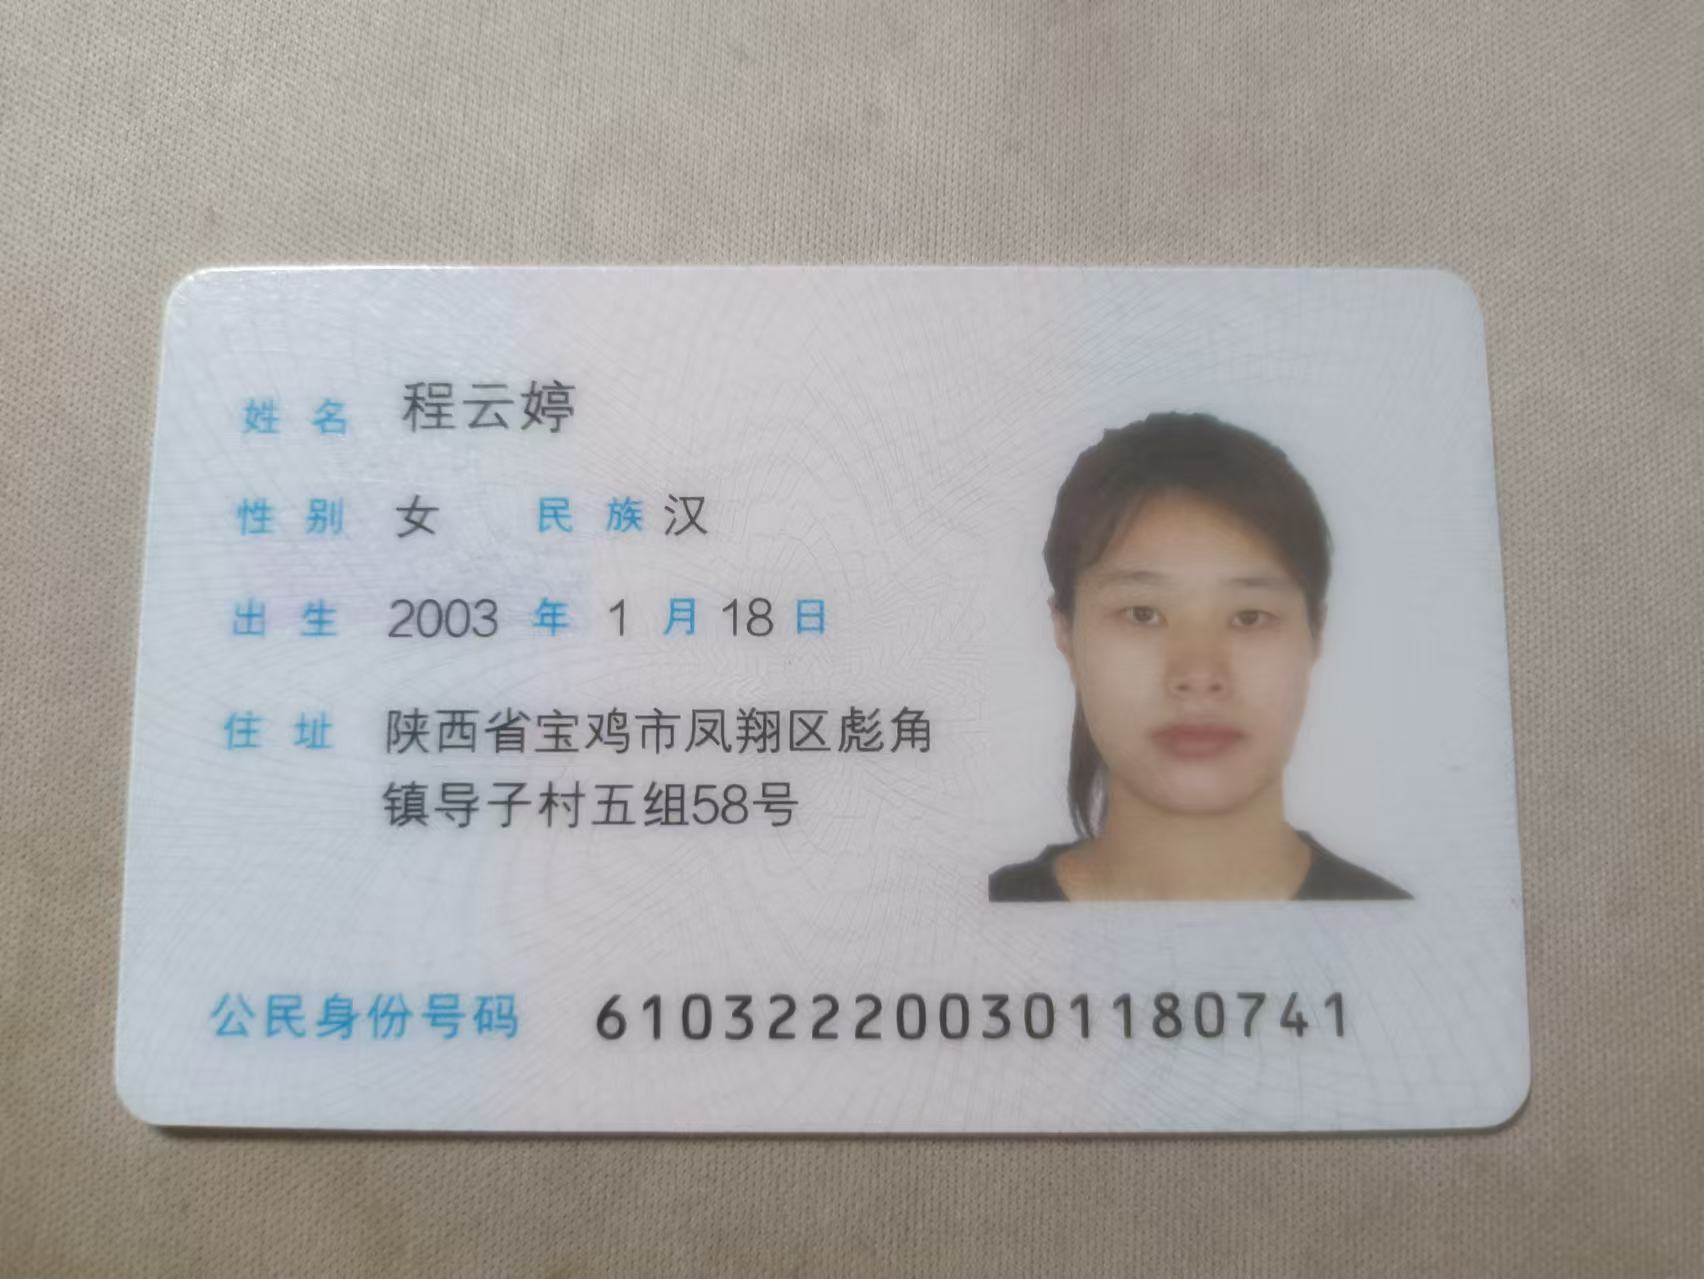 姓名 程云婷
性别 女 民族 汉
出生 2003 年 1 月 18 日
住址 陕西省宝鸡市凤翔区彪角
镇导子村五组58号
公民身份号码 610322200301180741